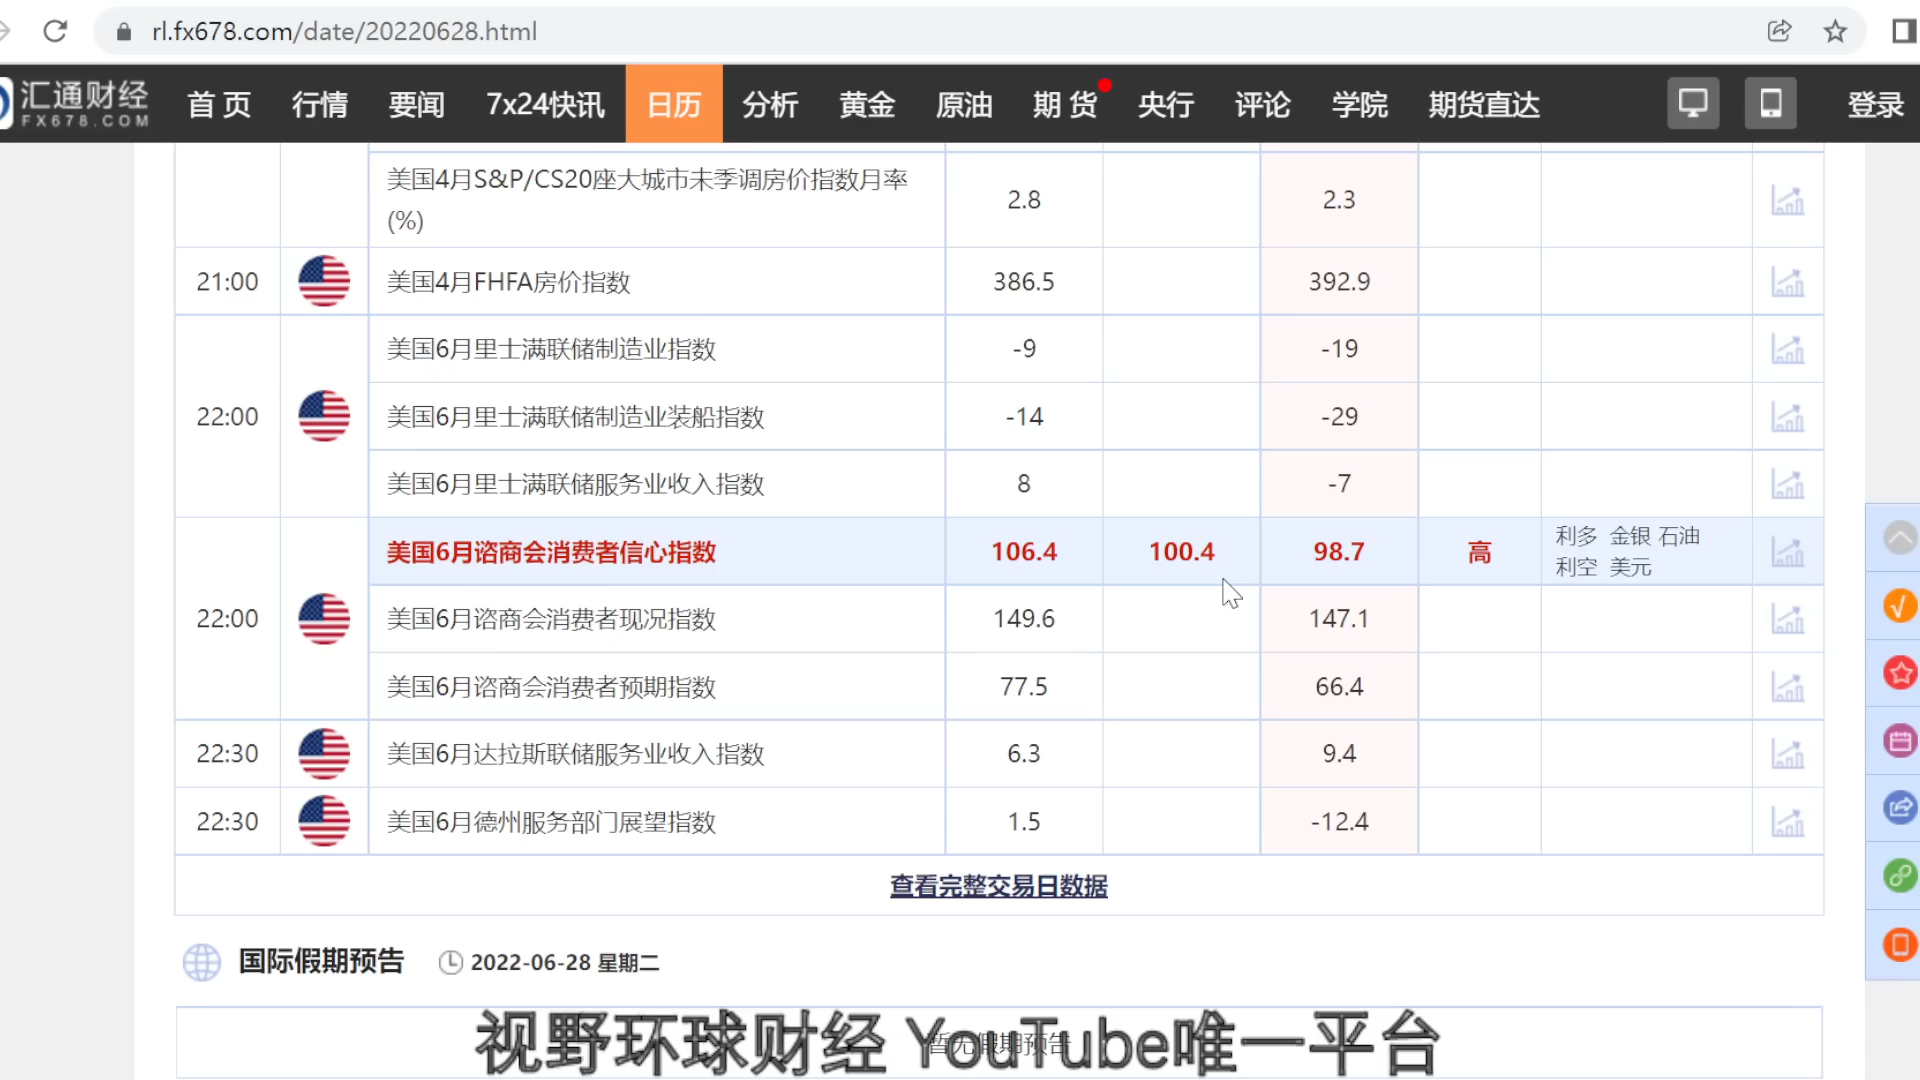 rl.fx678.com/date/20220628.html
汇通财经
FX678.COM
首页 行情 要闻 7x24快讯 日历 分析 黄金 原油 期货 央行 评论 学院 期货直达 登录
美国4月S&P/CS20座大城市未季调房价指数月率
(%) 2.8 2.3
21:00 美国4月FHFA房价指数 386.5 392.9
美国6月里士满联储制造业指数 -9 -19
22:00 美国6月里士满联储制造业装船指数 -14 -29
美国6月里士满联储服务业收入指数 8 -7
美国6月谘商会消费者信心指数 106.4 100.4 98.7 高 利多 金银 石油
利空 美元
22:00 美国6月谘商会消费者现况指数 149.6 147.1
美国6月谘商会消费者预期指数 77.5 66.4
22:30 美国6月达拉斯联储服务业收入指数 6.3 9.4
22:30 美国6月德州服务部门展望指数 1.5 -12.4
查看完整交易日数据
国际假期预告 2022-06-28 星期二
暂无假期预告
视野环球财经 YouTube唯一平台